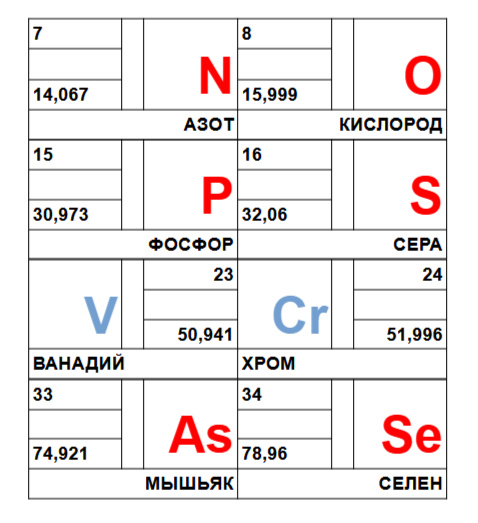 7 8
N O
14,067 15,999
АЗОТ КИСЛОРОД
15 16
P S
30,973 32,06
ФОСФОР СЕРА
23 24
V Cr
50,941 51,996
ВАНАДИЙ ХРОМ
33 34
As Se
74,921 78,96
МЫШЬЯК СЕЛЕН